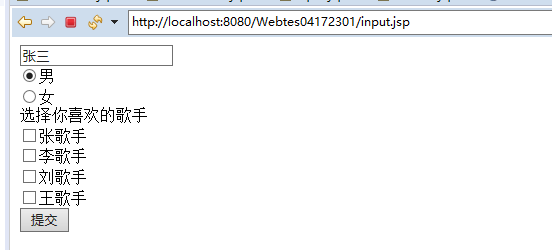 http://localhost:8080/Webtes04172301/input.jsp
张三
男
女
选择你喜欢的歌手
张歌手
李歌手
刘歌手
王歌手
提交